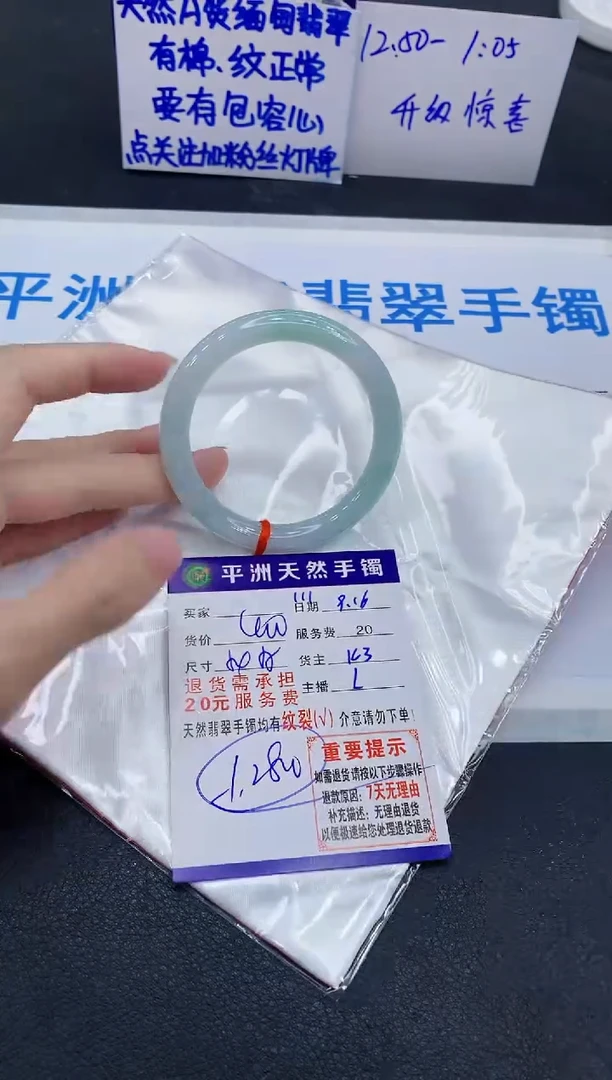 天然A货缅甸翡翠
有棉、纹正常
要有包容心
点关注加粉丝灯牌
12.50- 1:05
升级 惊喜
平洲 翡翠手镯
平洲天然手镯
买家 日期 9.16
货价 服务费 20
尺寸 货主 143
退货需承担
20元服务费
主播 L
天然翡翠手镯均有纹裂(√) 介意请勿下单!
重要提示
如需退货请按以下步骤操作
退款原因：7天无理由
补充描述：无理由退货
以便极速给您处理退货退款